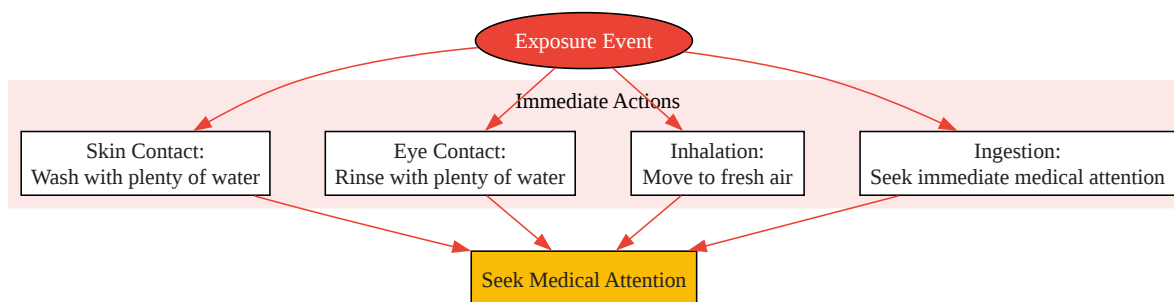 Exposure Event
Immediate Actions
Skin Contact:
Wash with plenty of water
Eye Contact:
Rinse with plenty of water
Inhalation:
Move to fresh air
Ingestion:
Seek immediate medical attention
Seek Medical Attention